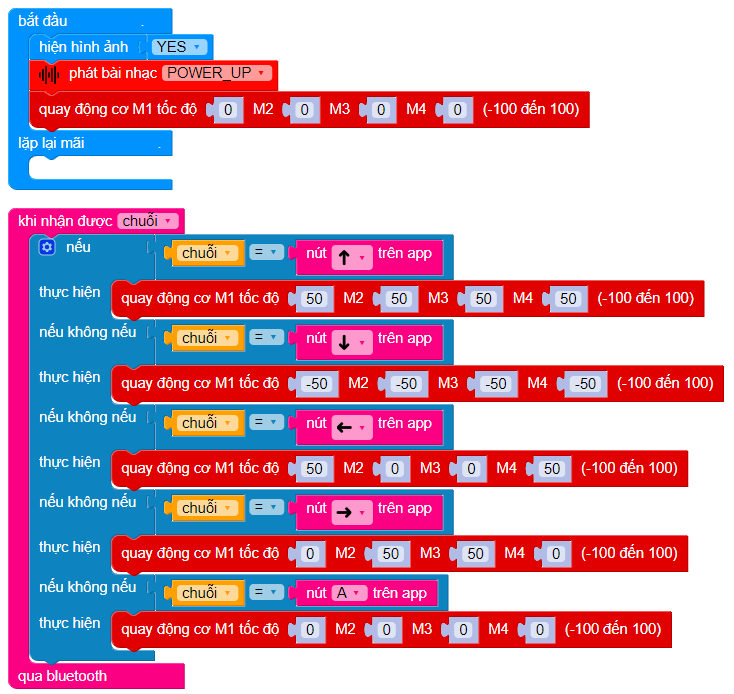 bắt đầu
hiện hình ảnh YES
phát bài nhạc POWER_UP
quay động cơ M1 tốc độ 0 M2 0 M3 0 M4 0 (-100 đến 100)
lặp lại mãi
khi nhận được chuỗi
nếu chuỗi = nút ↑ trên app
thực hiện quay động cơ M1 tốc độ 50 M2 50 M3 50 M4 50 (-100 đến 100)
nếu không nếu chuỗi = nút ↓ trên app
thực hiện quay động cơ M1 tốc độ -50 M2 -50 M3 -50 M4 -50 (-100 đến 100)
nếu không nếu chuỗi = nút ← trên app
thực hiện quay động cơ M1 tốc độ 50 M2 0 M3 0 M4 50 (-100 đến 100)
nếu không nếu chuỗi = nút → trên app
thực hiện quay động cơ M1 tốc độ 0 M2 50 M3 50 M4 0 (-100 đến 100)
nếu không nếu chuỗi = nút A trên app
thực hiện quay động cơ M1 tốc độ 0 M2 0 M3 0 M4 0 (-100 đến 100)
qua bluetooth